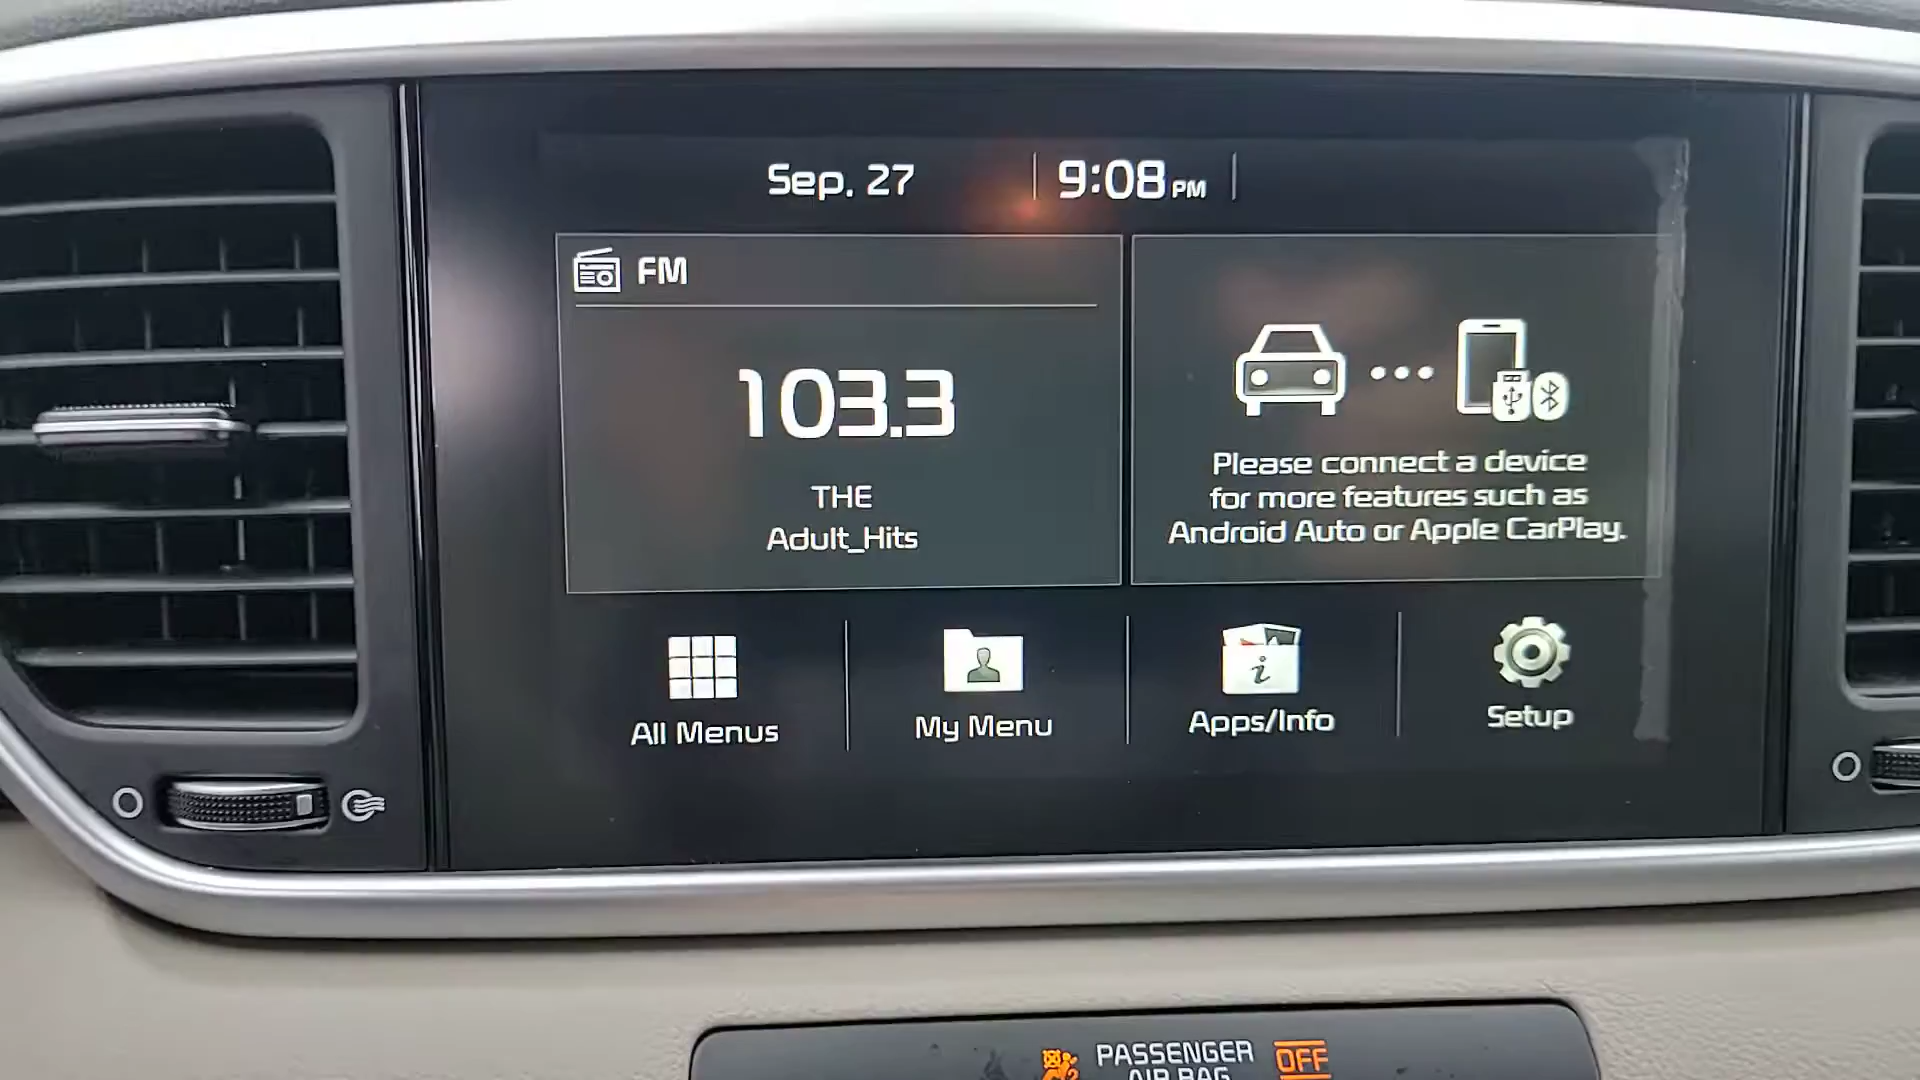 Sep. 27
9:08 PM
FM
103.3
THE
Adult_Hits
Please connect a device
for more features such as
Android Auto or Apple CarPlay.
All Menus
My Menu
Apps/Info
Setup
PASSENGER OFF
AIR BAG